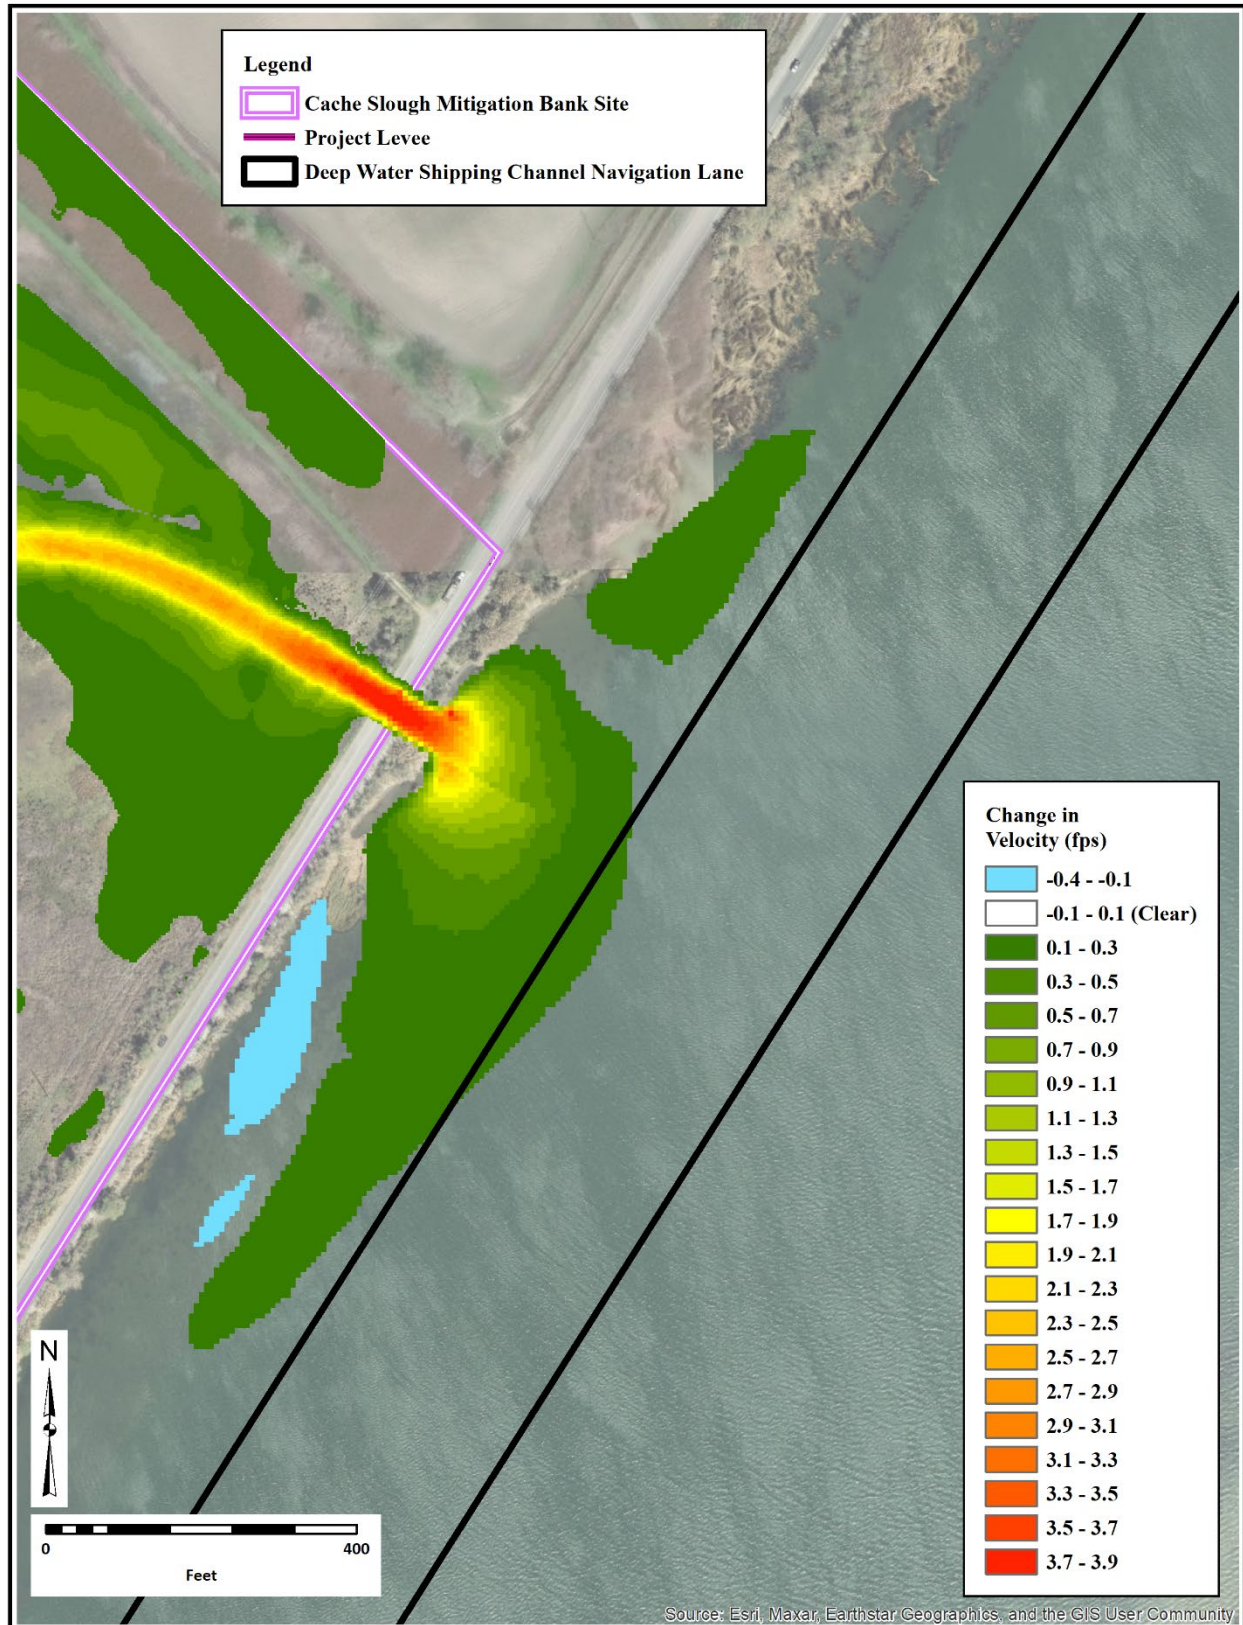 Legend
Cache Slough Mitigation Bank Site
Project Levee
Deep Water Shipping Channel Navigation Lane
Change in
Velocity (fps)
-0.4 - -0.1
-0.1 - 0.1 (Clear)
0.1 - 0.3
0.3 - 0.5
0.5 - 0.7
0.7 - 0.9
0.9 - 1.1
1.1 - 1.3
1.3 - 1.5
1.5 - 1.7
1.7 - 1.9
1.9 - 2.1
2.1 - 2.3
2.3 - 2.5
2.5 - 2.7
2.7 - 2.9
2.9 - 3.1
3.1 - 3.3
3.3 - 3.5
3.5 - 3.7
3.7 - 3.9
N
0 400
Feet
Source: Esri, Maxar, Earthstar Geographics, and the GIS User Community